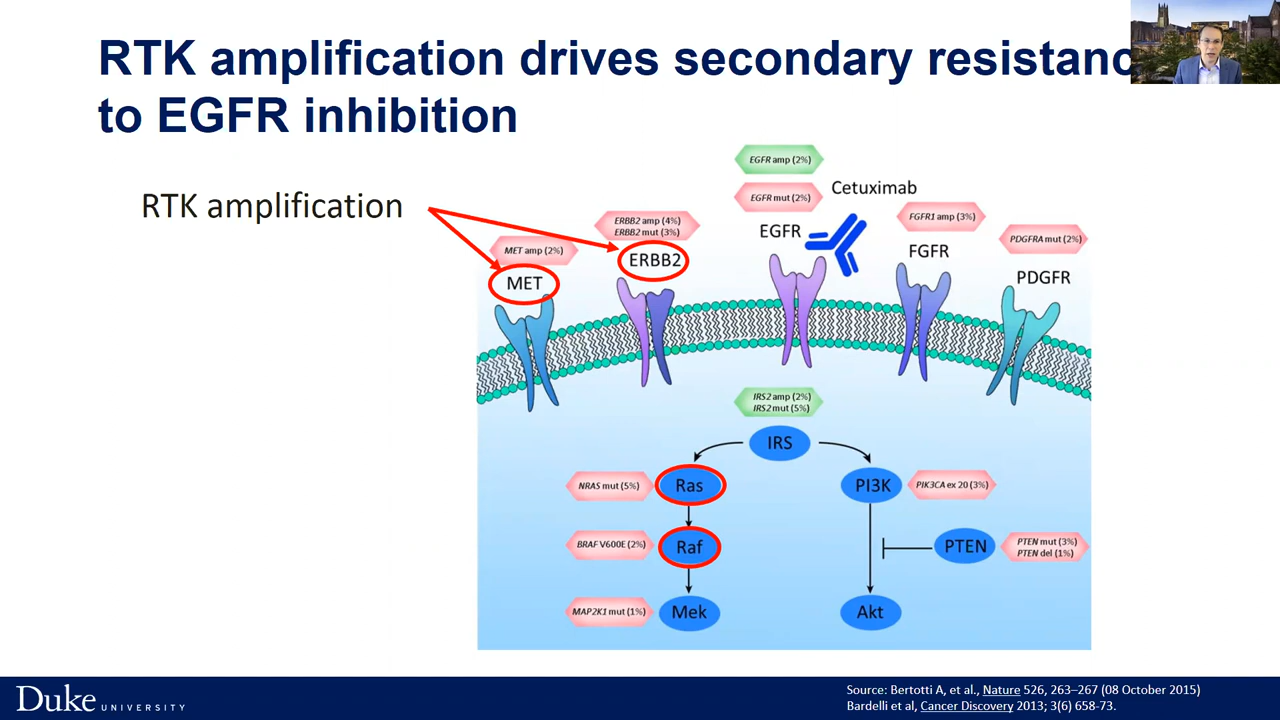 RTK amplification drives secondary resistanc
to EGFR inhibition
RTK amplification
EGFR amp (2%)
EGFR mut (2%)
EGFR
Cetuximab
ERBB2 amp (4%)
ERBB2 mut (3%)
ERBB2
MET amp (2%)
MET
FGFR1 amp (3%)
FGFR
PDGFRA mut (2%)
PDGFR
IRS2 amp (2%)
IRS2 mut (5%)
IRS
NRAS mut (5%)
Ras
PI3K
PIK3CA ex 20 (3%)
BRAF V600E (2%)
Raf
PTEN
PTEN mut (3%)
PTEN del (1%)
MAP2K1 mut (1%)
Mek
Akt
Duke UNIVERSITY
Source: Bertotti A, et al., Nature 526, 263–267 (08 October 2015)
Bardelli et al, Cancer Discovery 2013; 3(6) 658-73.